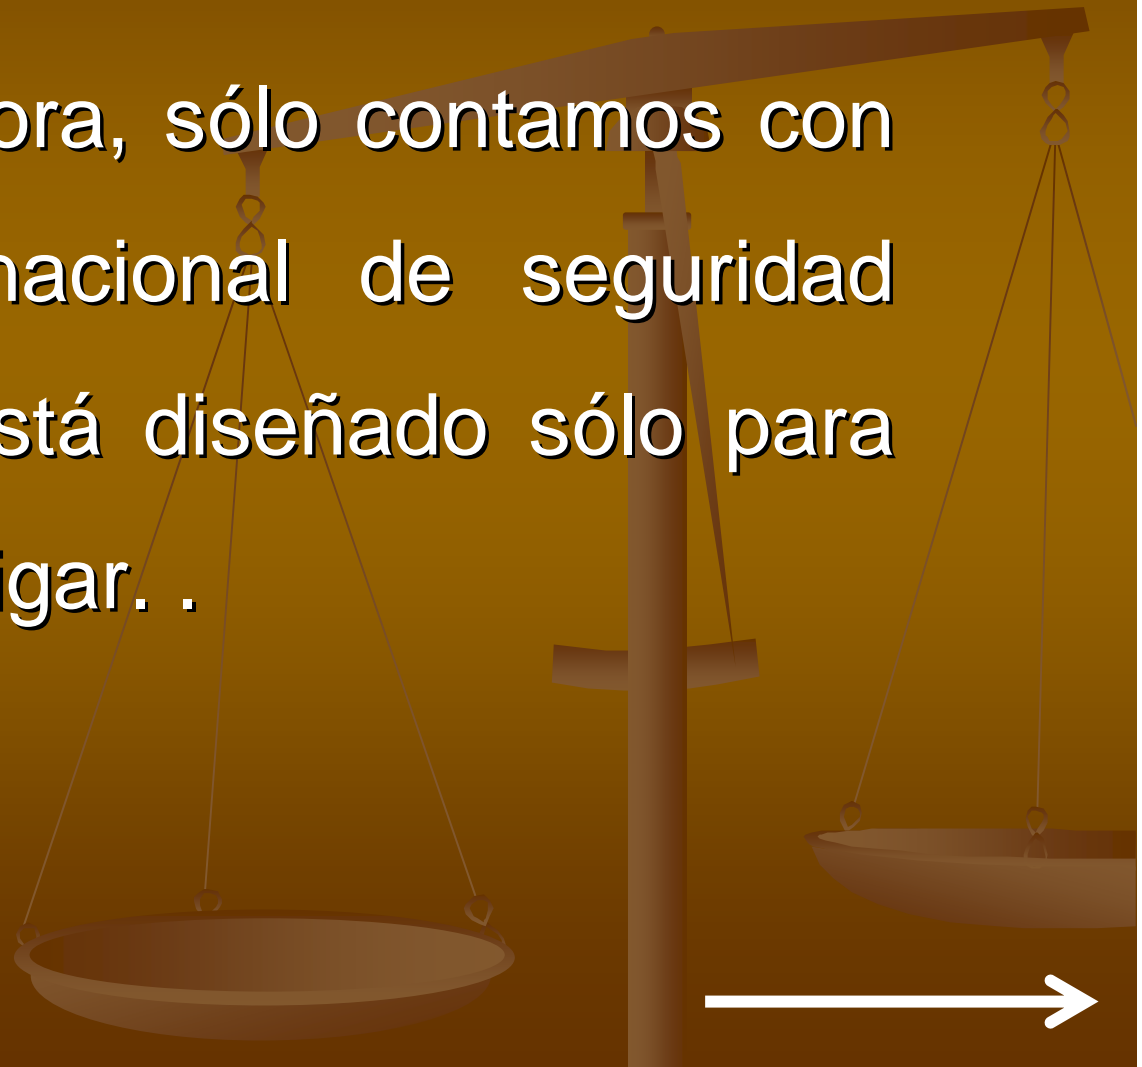 ora, sólo contamos con
nacional de seguridad
stá diseñado sólo para
igar. .